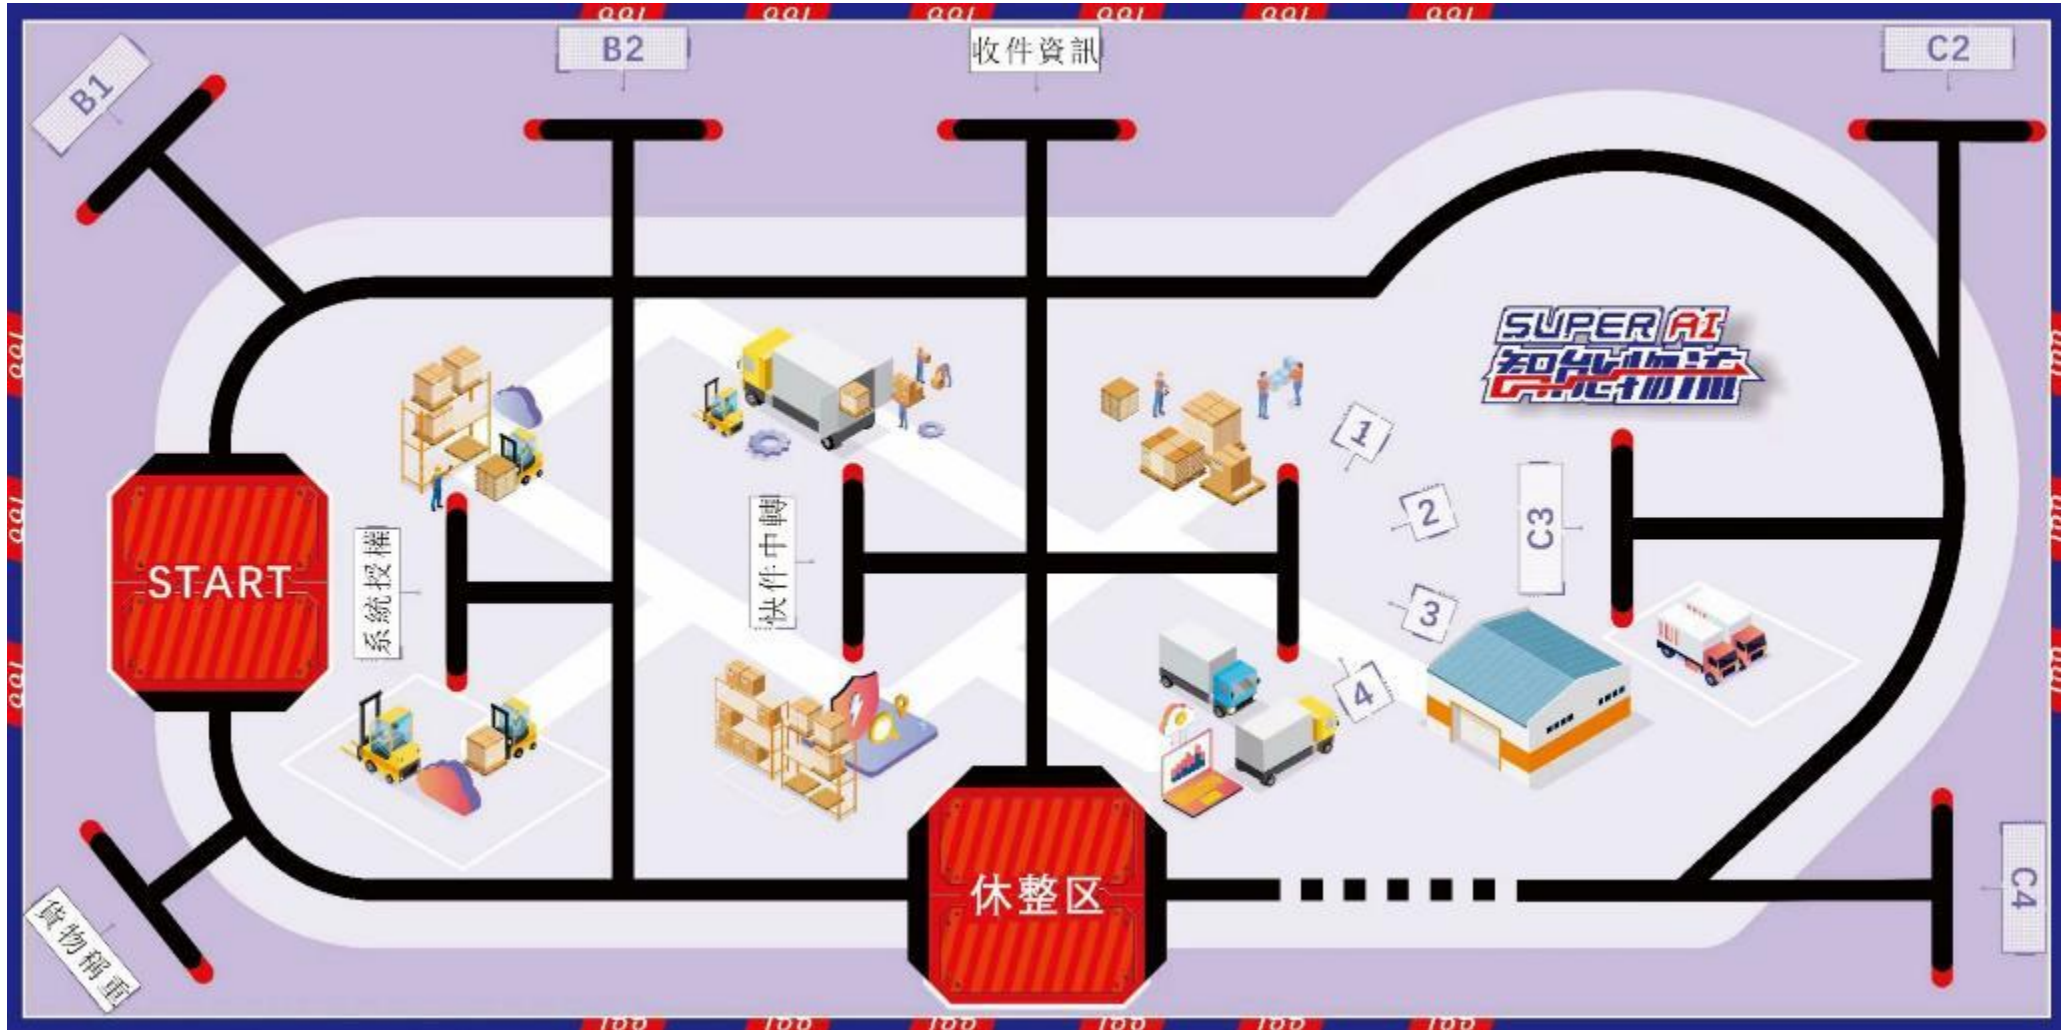 B1
B2
收件資訊
C2
SUPER AI
智能物流
1
2
3
4
C3
START
系統授權
快件中轉
休整区
貨物稱重
C4